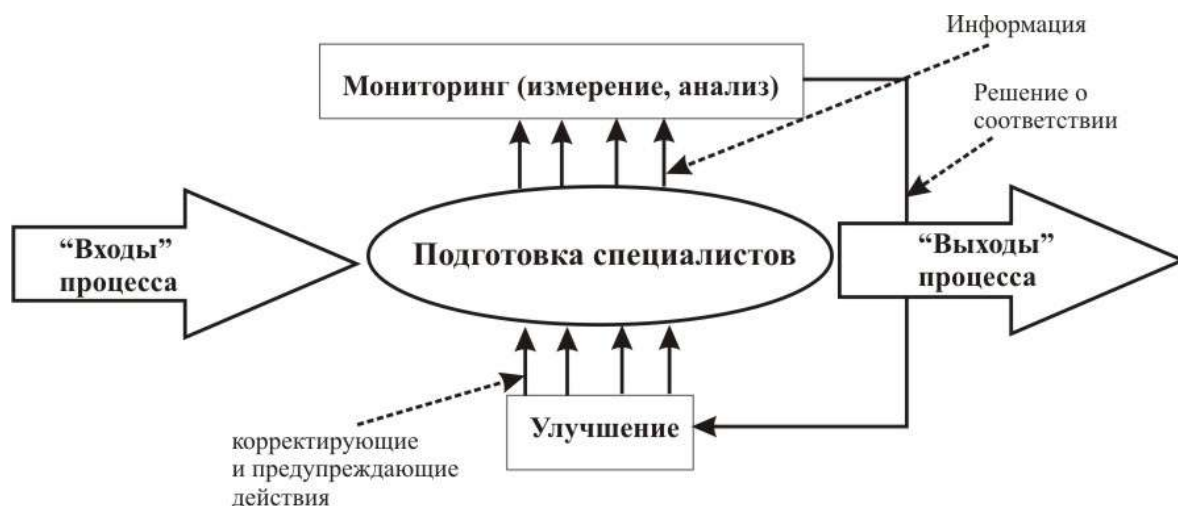 Информация
Мониторинг (измерение, анализ)
Решение о
соответствии
“Входы”
процесса
Подготовка специалистов
“Выходы”
процесса
Улучшение
корректирующие
и предупреждающие
действия